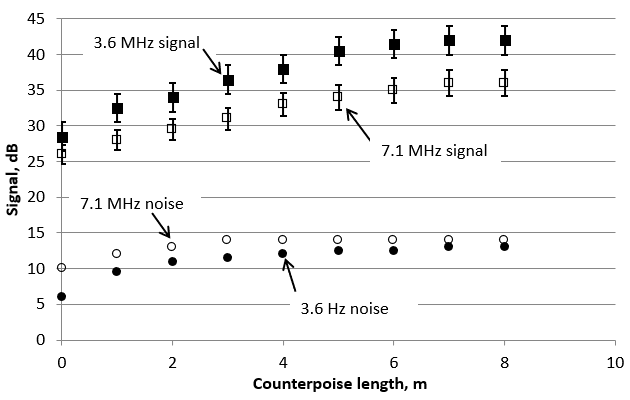 45
40
35
30
25
20
15
10
5
0
Signal, dB
3.6 MHz signal
7.1 MHz signal
7.1 MHz noise
3.6 Hz noise
0 2 4 6 8 10
Counterpoise length, m